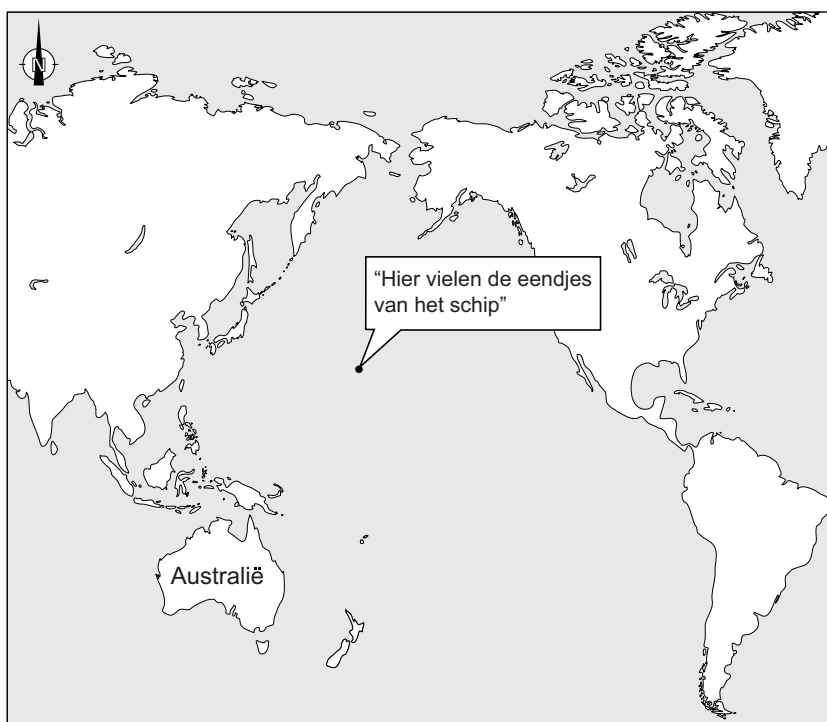 N
“Hier vielen de eendjes
van het schip”
Australië